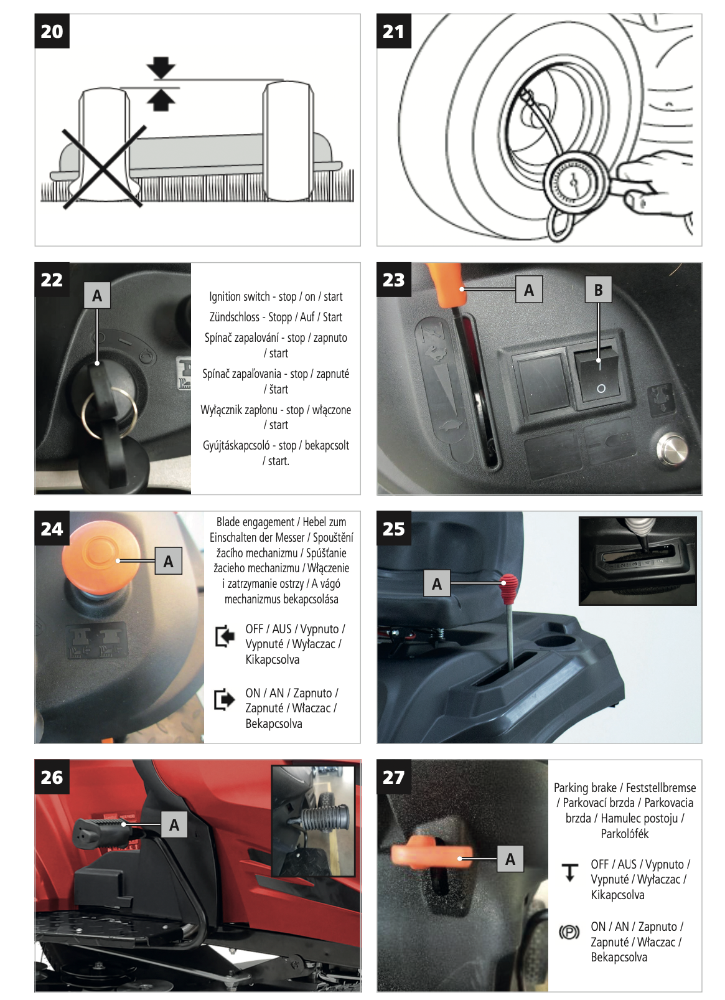 20
21
22
A
Ignition switch - stop / on / start
Zündschloss - Stopp / Auf / Start
Spínač zapalování - stop / zapnuto
/ start
Spínač zapaľovania - stop / zapnuté
/ štart
Wyłącznik zapłonu - stop / włączone
/ start
Gyújtáskapcsoló - stop / bekapcsolt
/ start.
23
A
B
24
A
Blade engagement / Hebel zum
Einschalten der Messer / Spouštění
žacího mechanizmu / Spúšťanie
žacieho mechanizmu / Włączenie
i zatrzymanie ostrzy / A vágó
mechanizmus bekapcsolása
OFF / AUS / Vypnuto /
Vypnuté / Wyłaczac /
Kikapcsolva
ON / AN / Zapnuto /
Zapnuté / Właczac /
Bekapcsolva
25
A
26
A
27
A
Parking brake / Feststellbremse
/ Parkovací brzda / Parkovacia
brzda / Hamulec postoju /
Parkolófék
OFF / AUS / Vypnuto /
Vypnuté / Wyłaczac /
Kikapcsolva
(P)
ON / AN / Zapnuto /
Zapnuté / Właczac /
Bekapcsolva